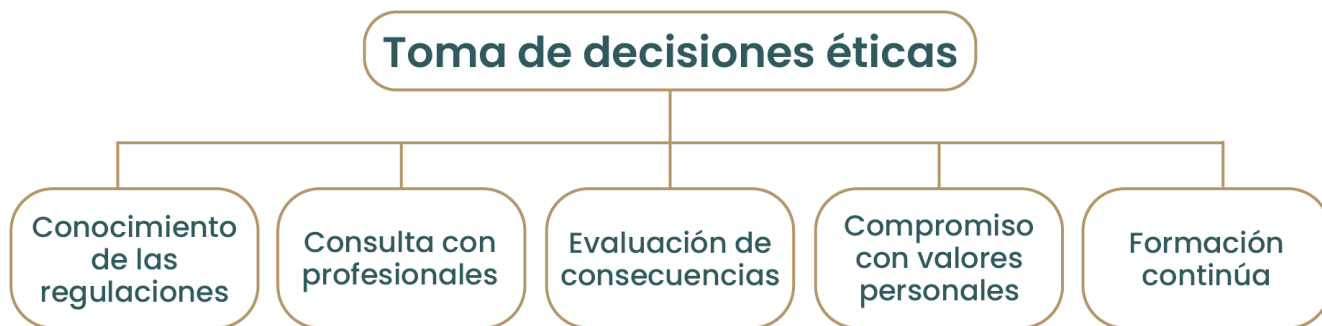 Toma de decisiones éticas
Conocimiento
de las
regulaciones
Consulta con
profesionales
Evaluación de
consecuencias
Compromiso
con valores
personales
Formación
continúa